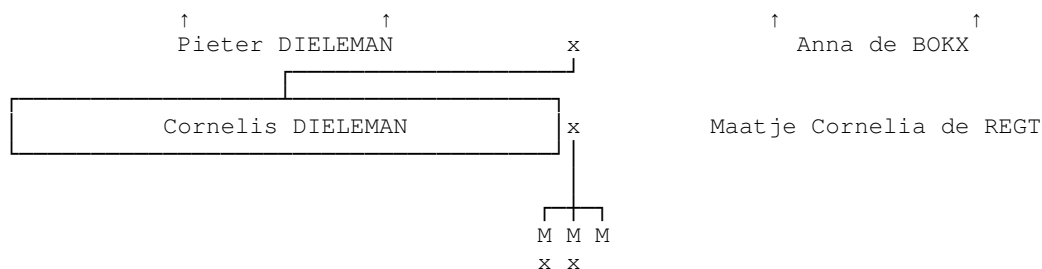 ↑ ↑ ↑ ↑
Pieter DIELEMAN x Anna de BOKX
Cornelis DIELEMAN x Maatje Cornelia de REGT
M M M
x x